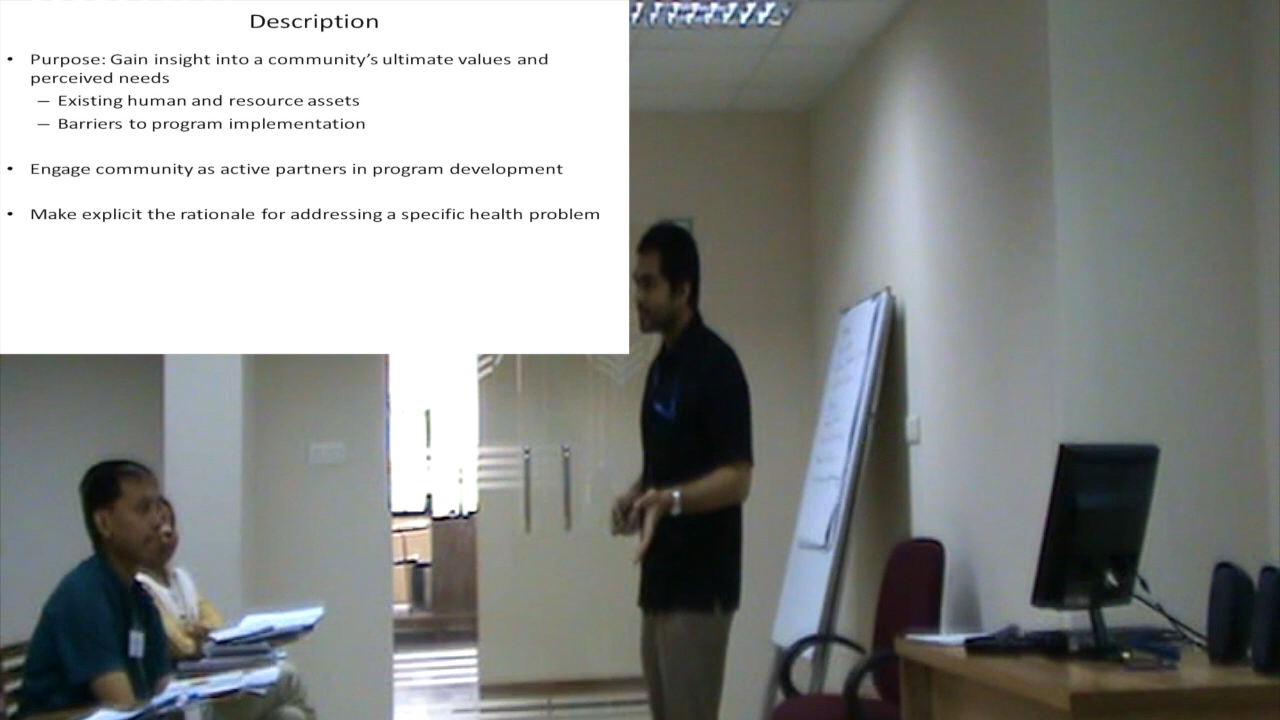 Description
• Purpose: Gain insight into a community's ultimate values and
perceived needs
– Existing human and resource assets
– Barriers to program implementation
• Engage community as active partners in program development
• Make explicit the rationale for addressing a specific health problem